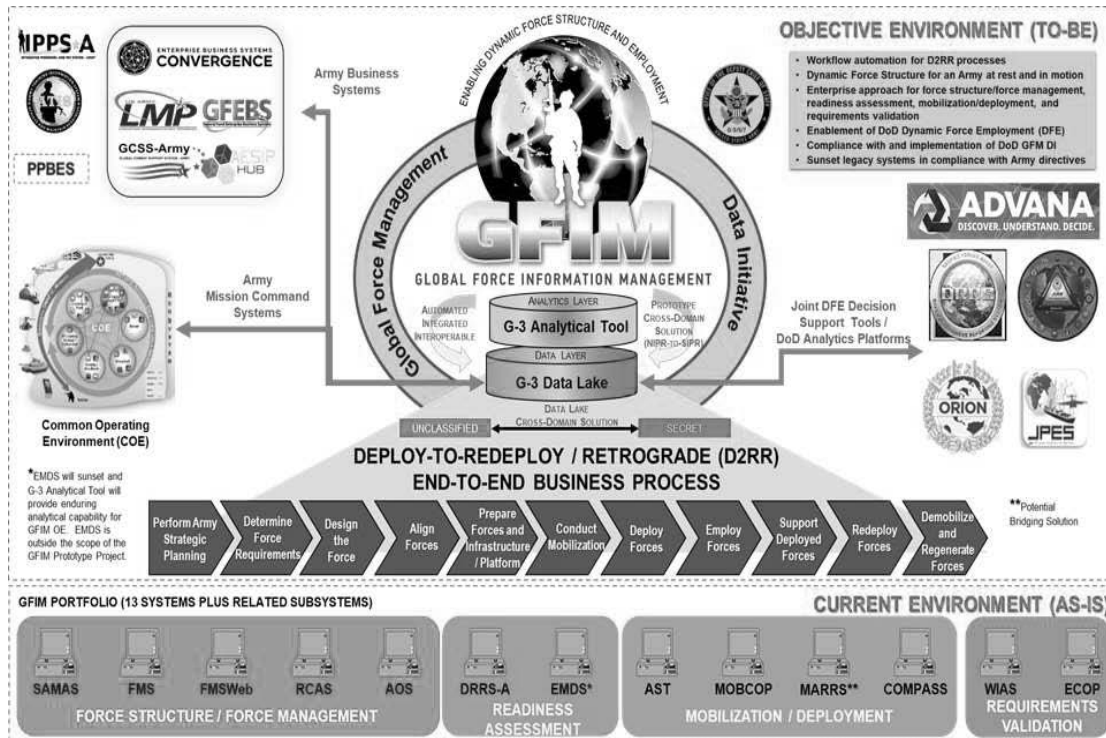 IPPS-A
ENTERPRISE BUSINESS SYSTEMS
CONVERGENCE
LMP
GFEBS
GCSS-Army
AESIP
HUB
PPBES
Army Business
Systems
ENABLING DYNAMIC FORCE STRUCTURE AND EMPLOYMENT
Global Force Management
Data Initiative
GFIM
GLOBAL FORCE INFORMATION MANAGEMENT
ANALYTICS LAYER
G-3 Analytical Tool
DATA LAYER
G-3 Data Lake
AUTOMATED
INTEGRATED
INTEROPERABLE
PROTOTYPE
CROSS-DOMAIN
SOLUTION
(NIPR-TO-SIPR)
DATA LAKE
CROSS-DOMAIN SOLUTION
UNCLASSIFIED
SECRET
OBJECTIVE ENVIRONMENT (TO-BE)
• Workflow automation for D2RR processes
• Dynamic Force Structure for an Army at rest and in motion
• Enterprise approach for force structure/force management,
readiness assessment, mobilization/deployment, and
requirements validation
• Enablement of DoD Dynamic Force Employment (DFE)
• Compliance with and implementation of DoD GFM DI
• Sunset legacy systems in compliance with Army directives
G-3/5/7
ADVANA
DISCOVER. UNDERSTAND. DECIDE.
DRRS
Joint DFE Decision
Support Tools /
DoD Analytics Platforms
ORION
JPES
Army
Mission Command
Systems
COE
Common Operating
Environment (COE)
*EMDS will sunset and
G-3 Analytical Tool will
provide enduring
analytical capability for
GFIM OE. EMDS is
outside the scope of the
GFIM Prototype Project.
DEPLOY-TO-REDEPLOY / RETROGRADE (D2RR)
END-TO-END BUSINESS PROCESS
Perform Army
Strategic
Planning
Determine
Force
Requirements
Design
the
Force
Align
Forces
Prepare
Forces and
Infrastructure
/ Platform
Conduct
Mobilization
Deploy
Forces
Employ
Forces
Support
Deployed
Forces
Redeploy
Forces
Demobilize
and
Regenerate
Forces
**Potential
Bridging Solution
GFIM PORTFOLIO (13 SYSTEMS PLUS RELATED SUBSYSTEMS)
CURRENT ENVIRONMENT (AS-IS)
SAMAS
FMS
FMSWeb
RCAS
AOS
FORCE STRUCTURE / FORCE MANAGEMENT
DRRS-A
EMDS*
READINESS
ASSESSMENT
AST
MOBCOP
MARRS**
COMPASS
MOBILIZATION / DEPLOYMENT
WIAS
ECOP
REQUIREMENTS
VALIDATION